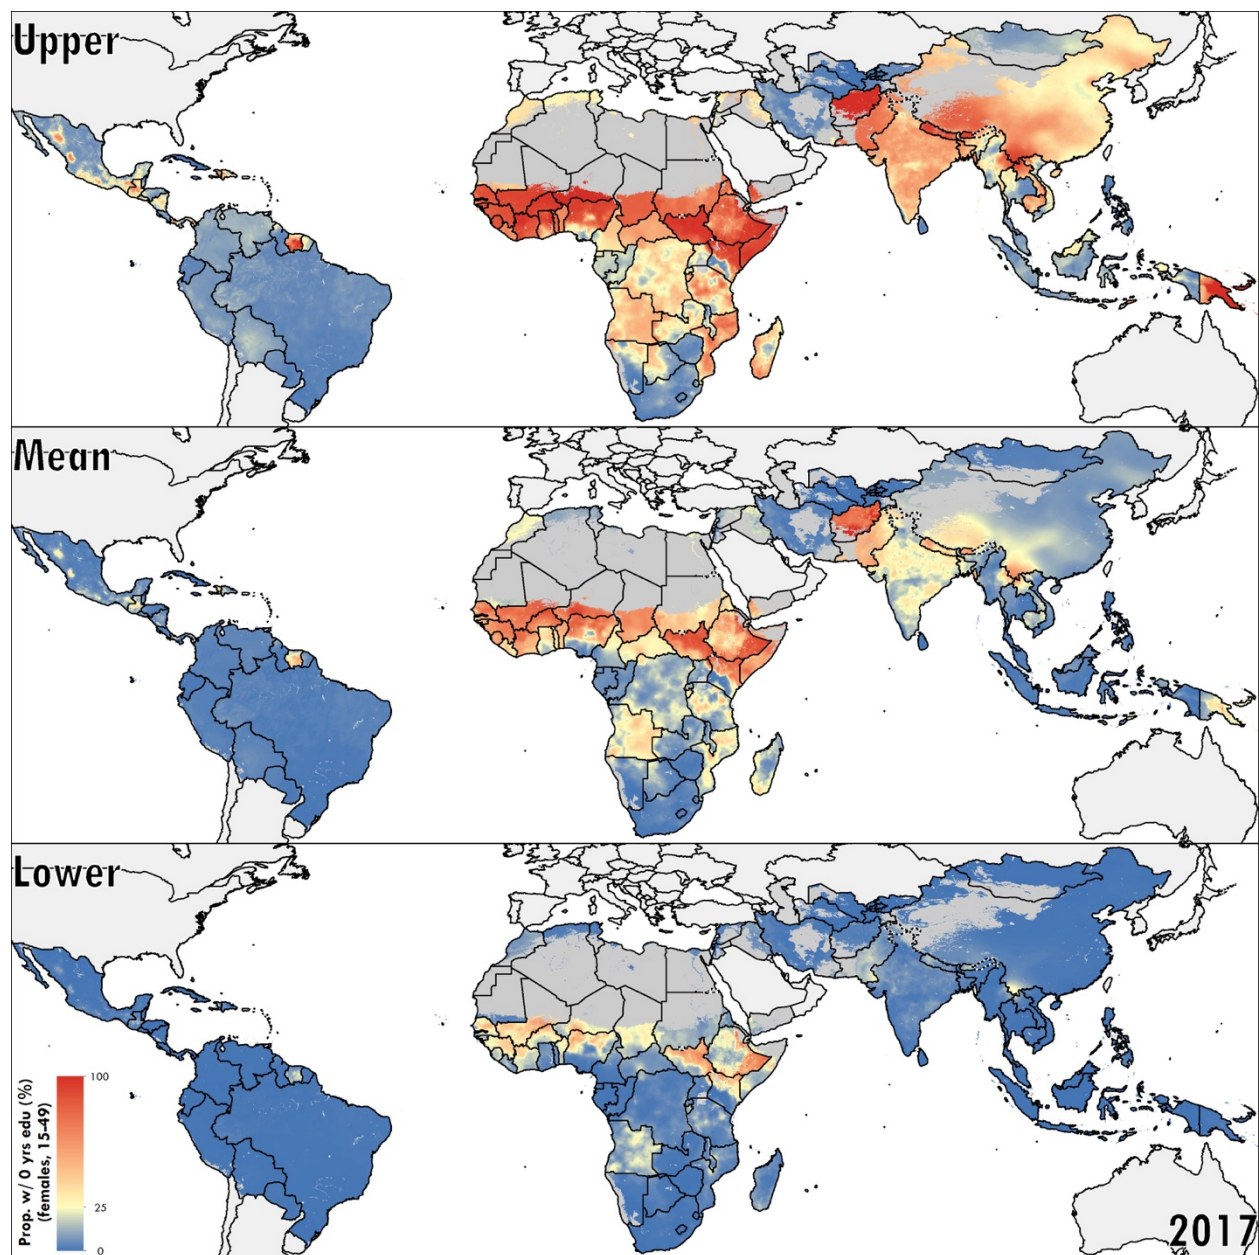 Upper
Mean
Lower
Prop. w/ 0 yrs edu (%)
(females, 15-49)
100
25
0
2017